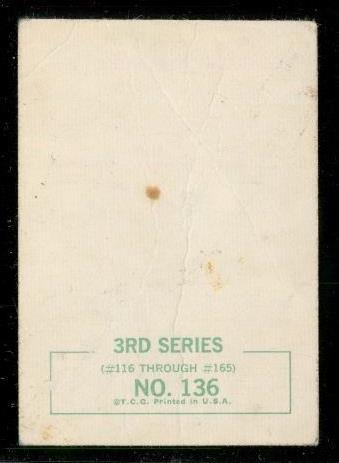 3RD SERIES
(#116 THROUGH #165)
NO. 136
©T.C.G. Printed in U.S.A.